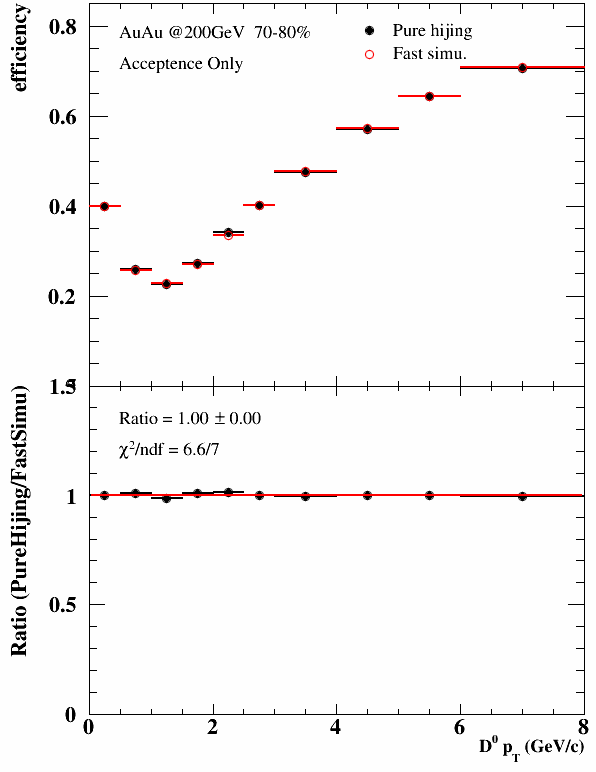 efficiency
0.8
0.6
0.4
0.2
AuAu @200GeV 70-80%
Acceptence Only
Pure hijing
Fast simu.
Ratio (PureHijing/FastSimu)
1.5
1
0.5
0
Ratio = 1.00 ± 0.00
χ²/ndf = 6.6/7
0 2 4 6 8
D⁰ p_T (GeV/c)